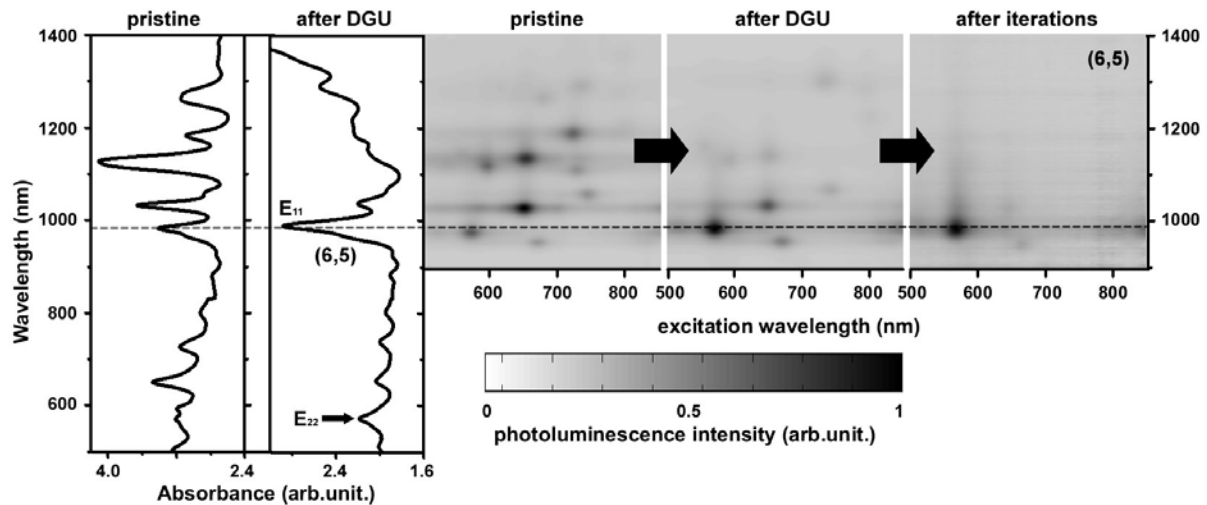 pristine after DGU pristine after DGU after iterations
1400 1400
(6,5)
1200 1200
E₁₁
1000 1000
(6,5)
Wavelength (nm)
800
600 700 800 500 600 700 800 500 600 700 800
excitation wavelength (nm)
600
E₂₂
0 0.5 1
photoluminescence intensity (arb.unit.)
4.0 2.4 2.4 1.6
Absorbance (arb.unit.)